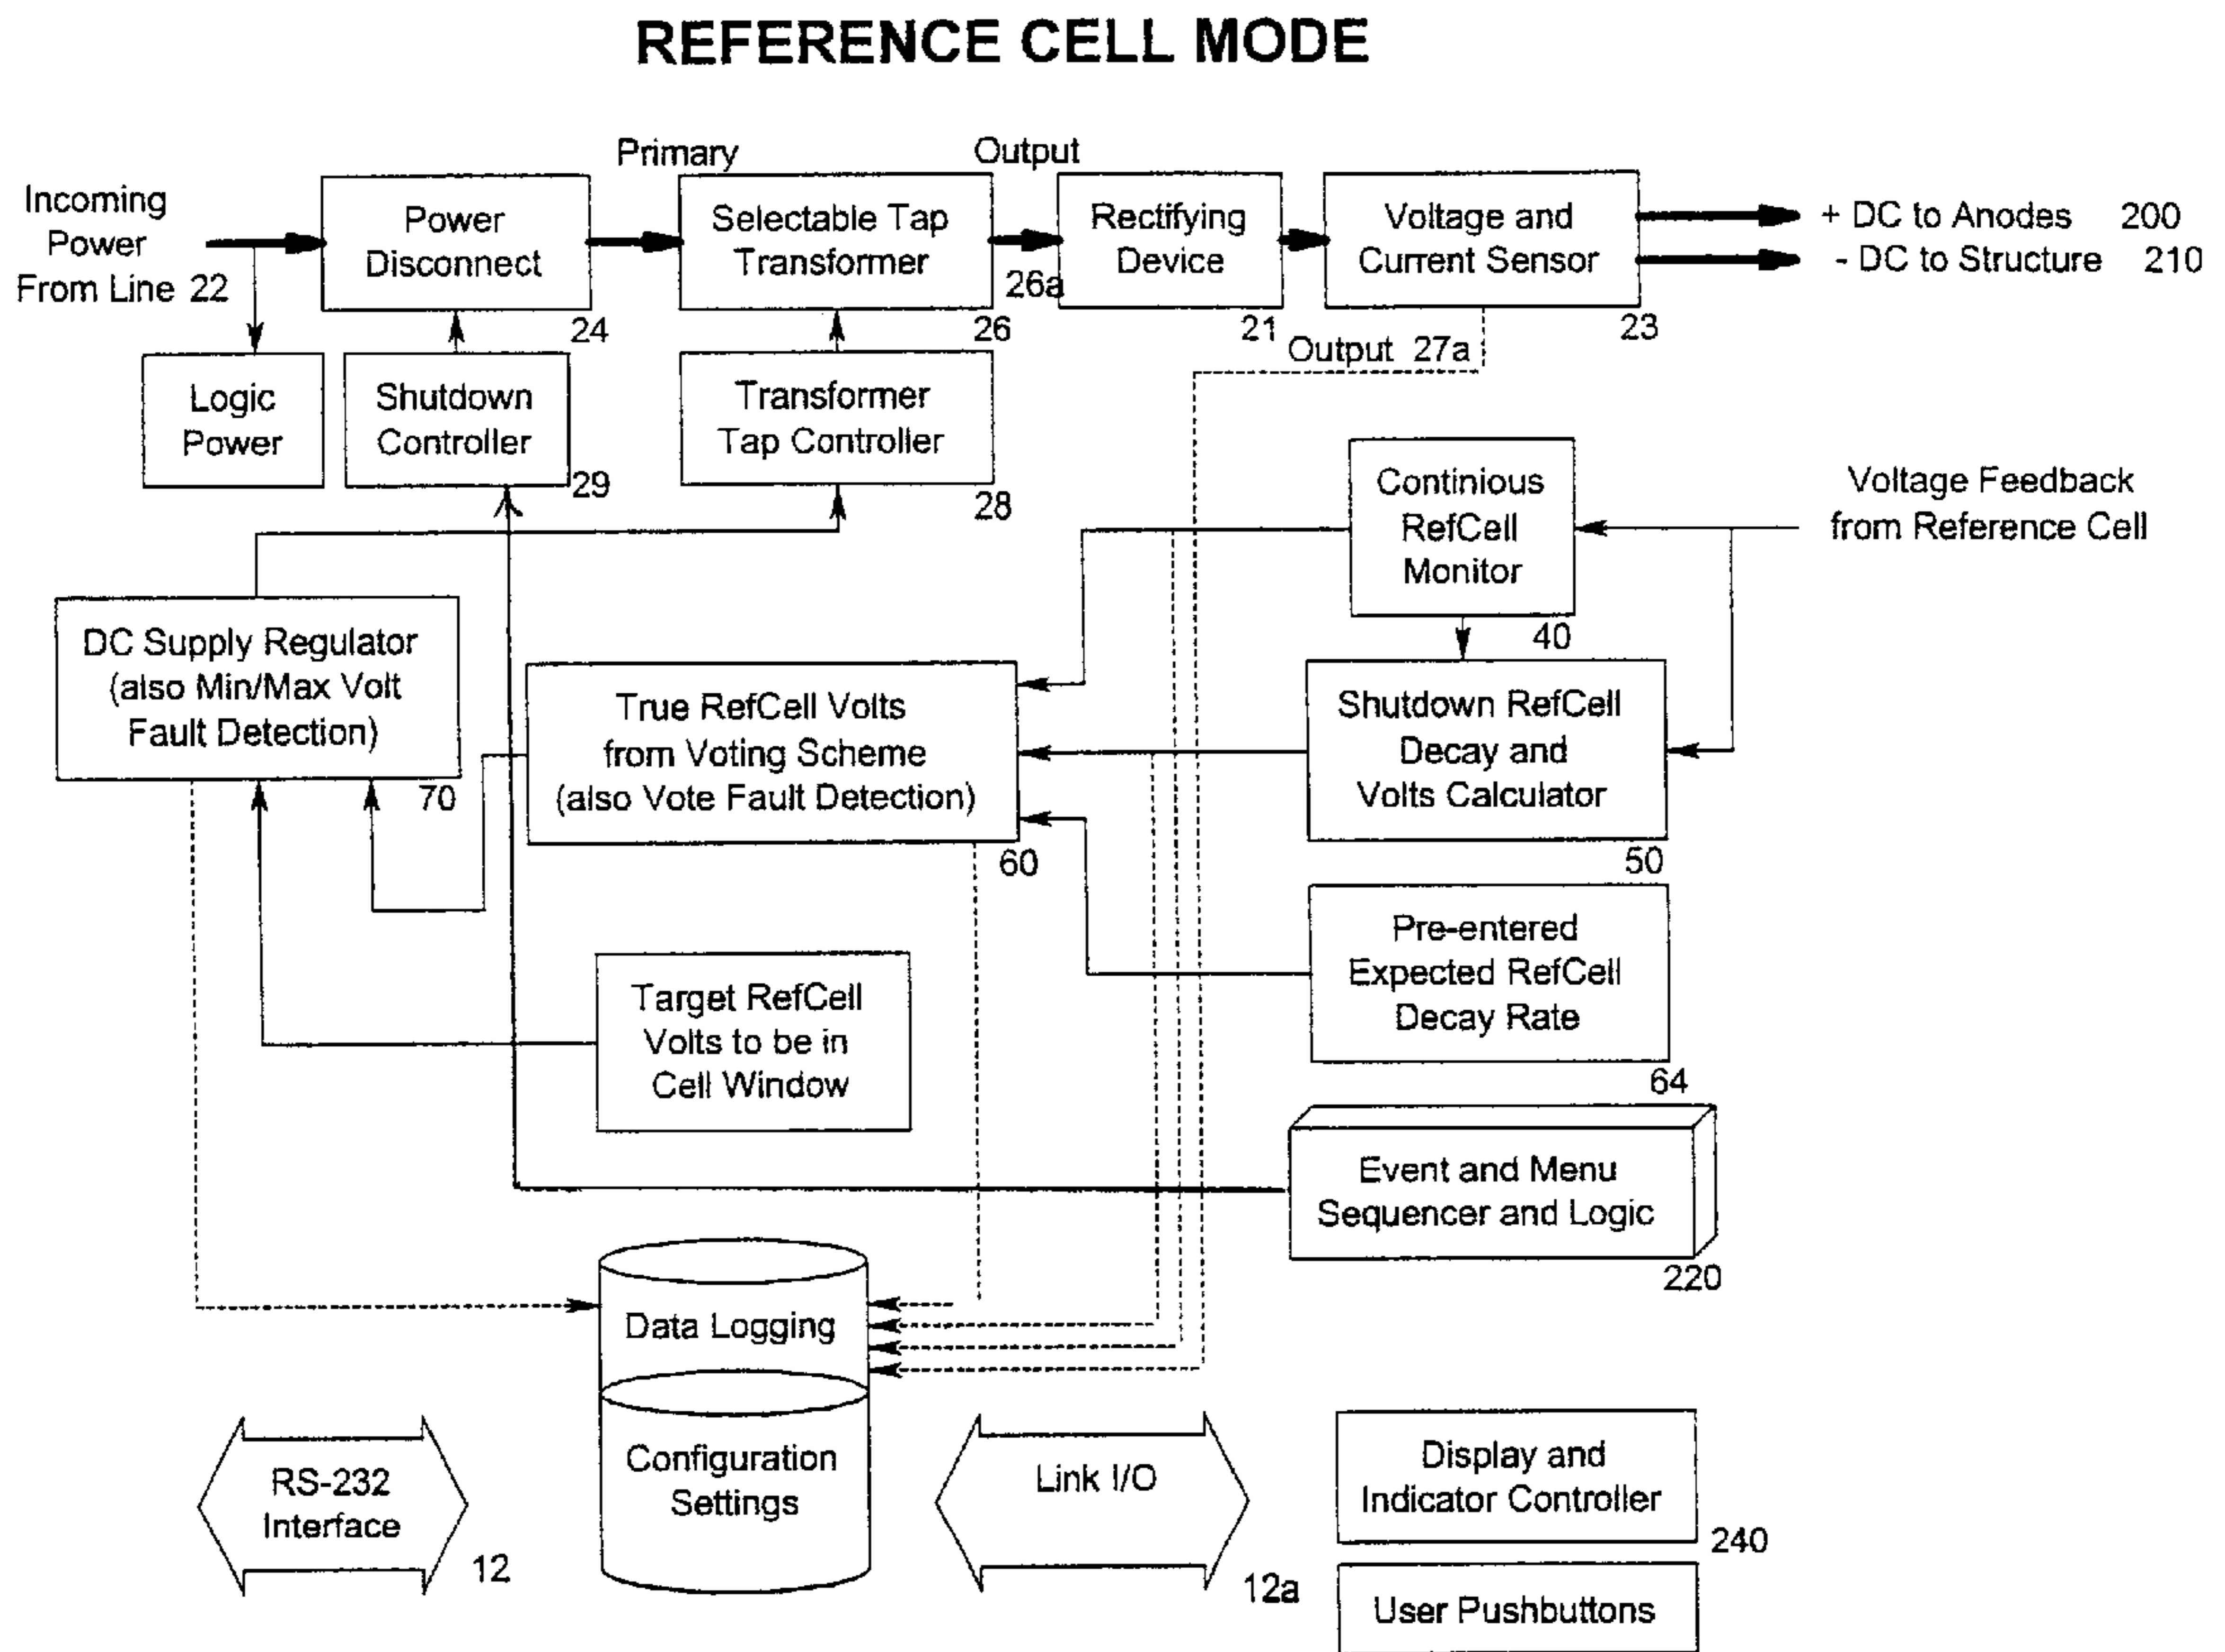 REFERENCE CELL MODE
Primary
Output
Incoming
Power
From Line 22
Power
Disconnect
24
Selectable Tap
Transformer
26
26a
Rectifying
Device
21
Voltage and
Current Sensor
23
+ DC to Anodes 200
- DC to Structure 210
Output 27a
Logic
Power
Shutdown
Controller
29
Transformer
Tap Controller
28
Continious
RefCell
Monitor
40
Voltage Feedback
from Reference Cell
DC Supply Regulator
(also Min/Max Volt
Fault Detection)
70
True RefCell Volts
from Voting Scheme
(also Vote Fault Detection)
60
Shutdown RefCell
Decay and
Volts Calculator
50
Pre-entered
Expected RefCell
Decay Rate
64
Target RefCell
Volts to be in
Cell Window
Event and Menu
Sequencer and Logic
220
Data Logging
Configuration
Settings
RS-232
Interface
12
Link I/O
12a
Display and
Indicator Controller
240
User Pushbuttons